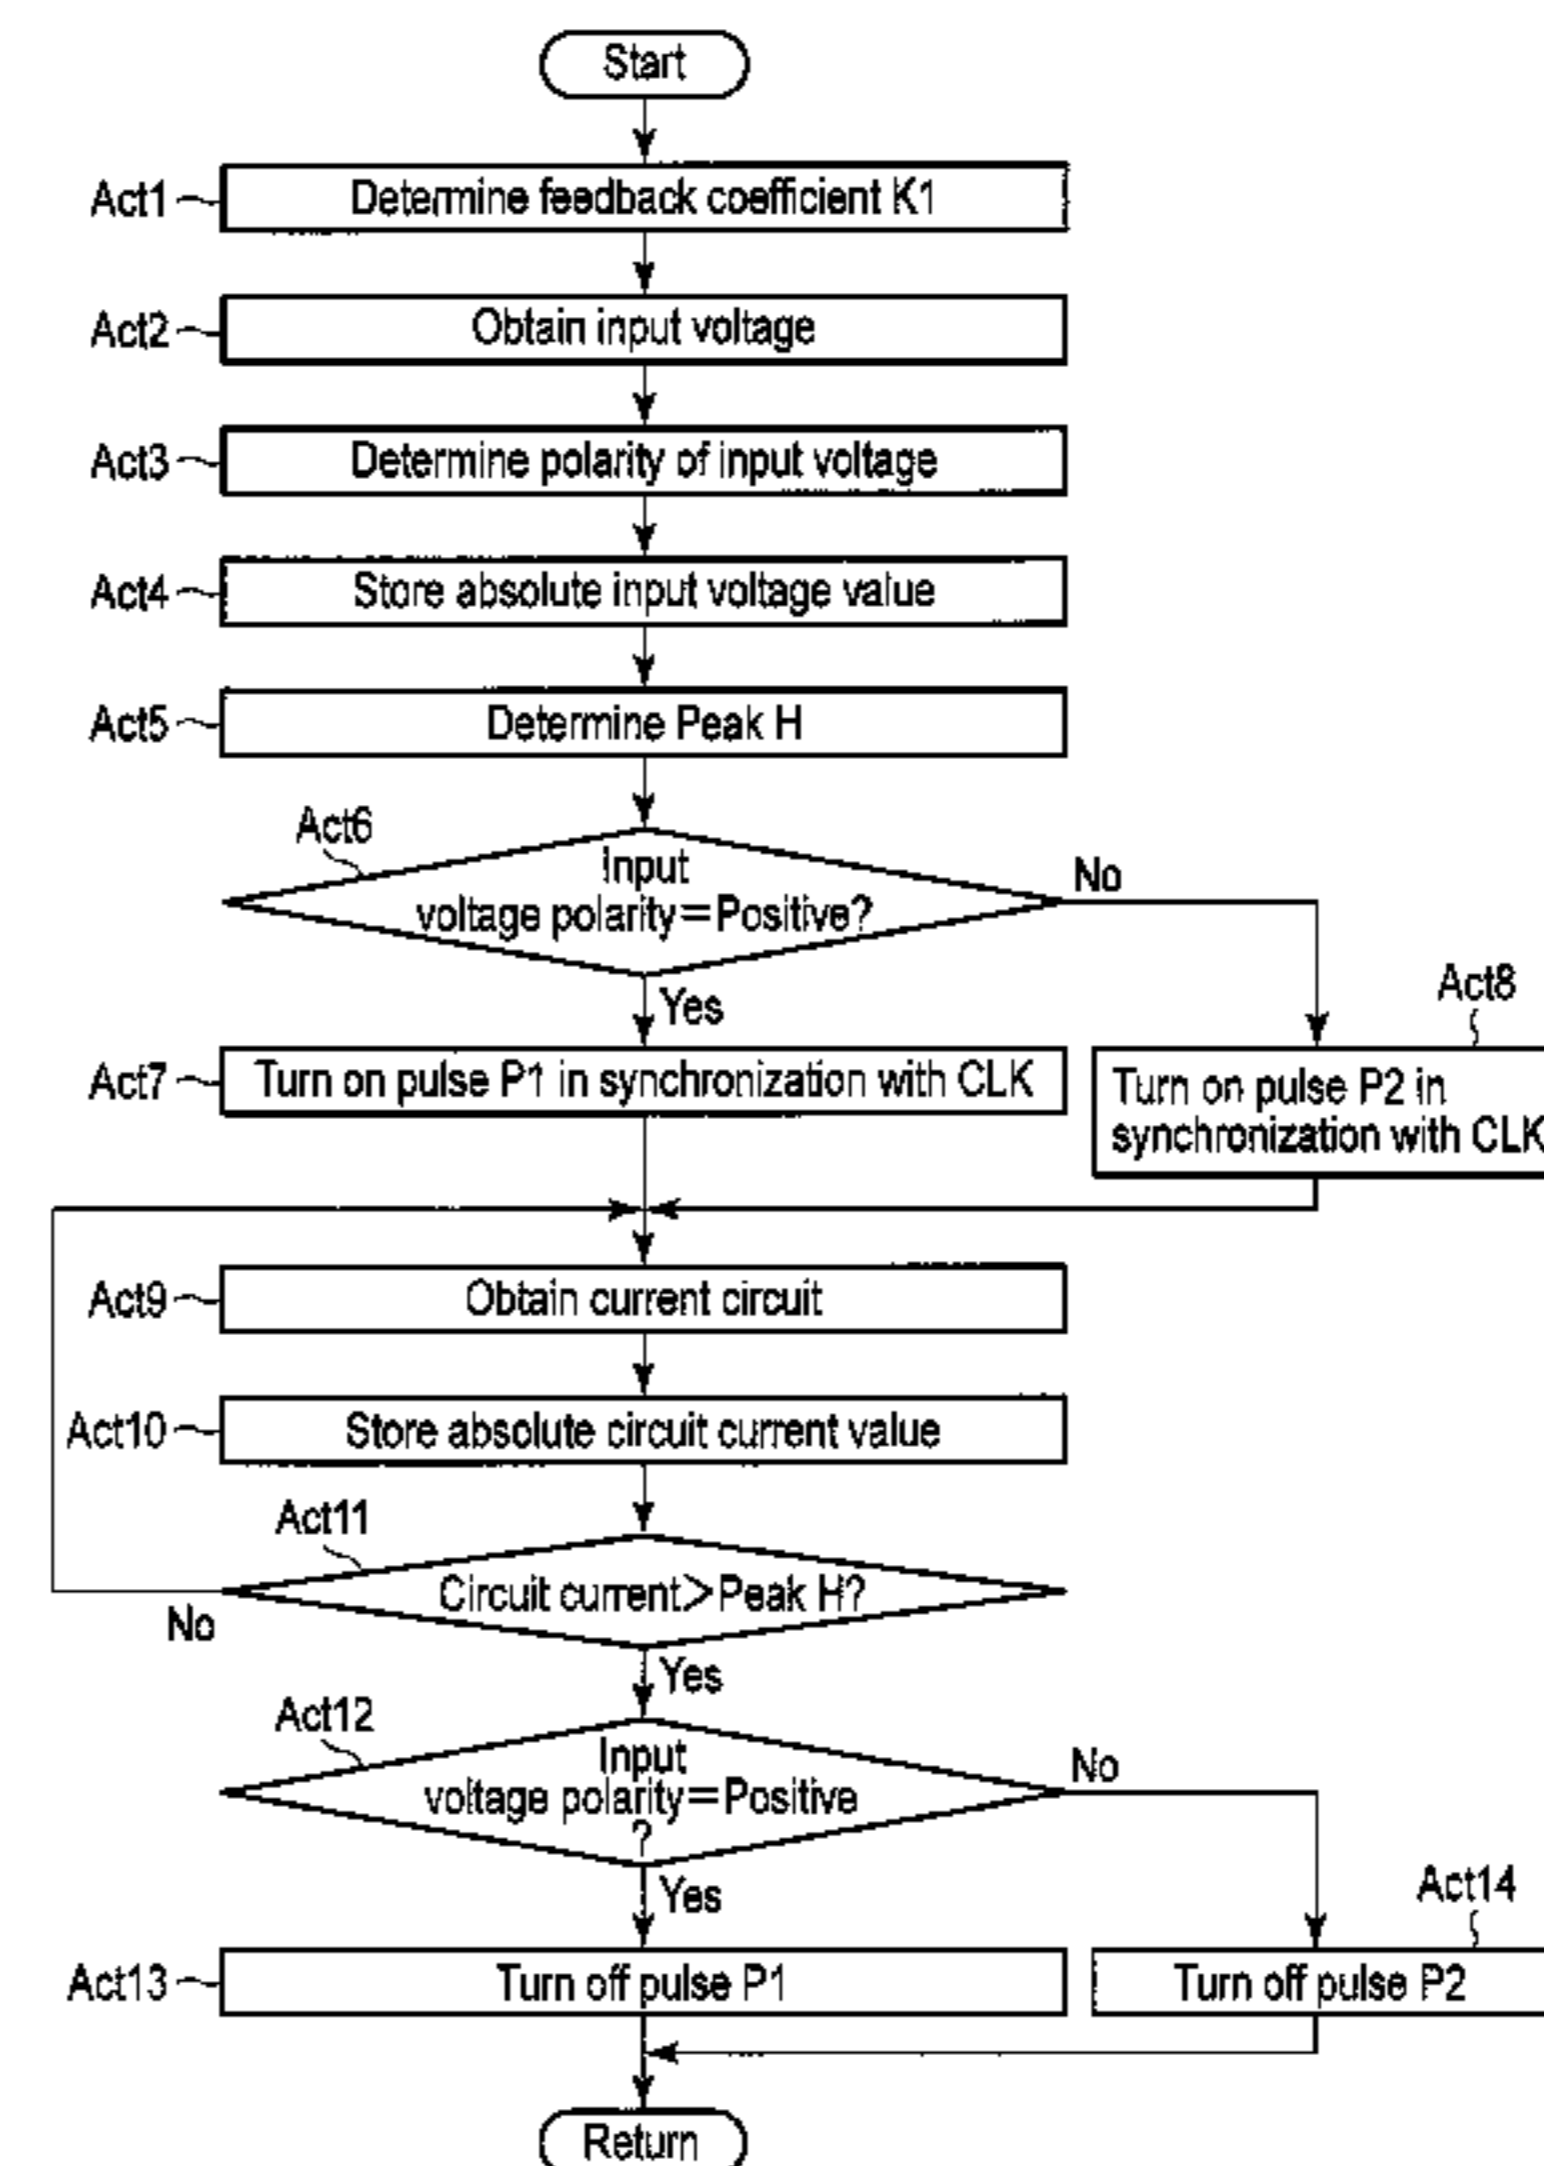 Start
Act1
Determine feedback coefficient K1
Act2
Obtain input voltage
Act3
Determine polarity of input voltage
Act4
Store absolute input voltage value
Act5
Determine Peak H
Act6
Input
voltage polarity=Positive?
No
Yes
Act8
Act7
Turn on pulse P1 in synchronization with CLK
Turn on pulse P2 in
synchronization with CLK
Act9
Obtain current circuit
Act10
Store absolute circuit current value
Act11
Circuit current>Peak H?
No
Yes
Act12
Input
voltage polarity=Positive
?
No
Yes
Act14
Act13
Turn off pulse P1
Turn off pulse P2
Return